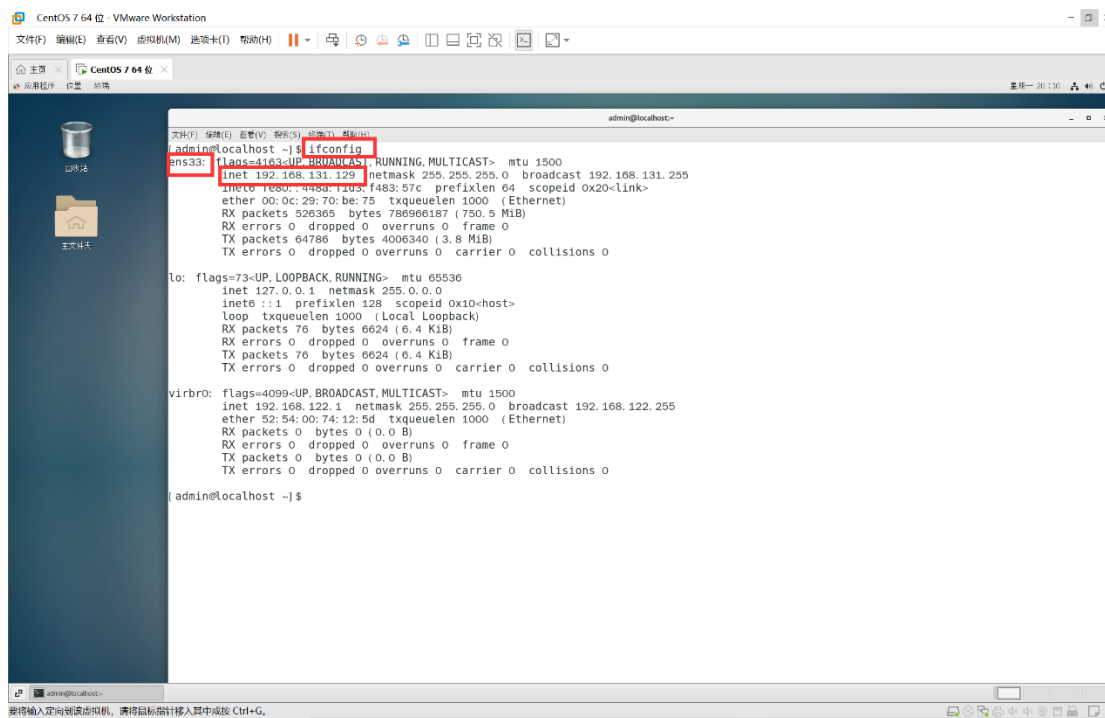 CentOS 7 64 位 - VMware Workstation
文件(F) 编辑(E) 查看(V) 虚拟机(M) 选项卡(T) 帮助(H)
主页 CentOS 7 64 位
应用程序 位置 终端 星期一 20:10
admin@localhost:~
文件(F) 编辑(E) 查看(V) 搜索(S) 终端(T) 帮助(H)
[admin@localhost ~]$ ifconfig
ens33: flags=4163<UP,BROADCAST,RUNNING,MULTICAST> mtu 1500
inet 192.168.131.129 netmask 255.255.255.0 broadcast 192.168.131.255
inet6 fe80::448a:f1d3:f483:57c prefixlen 64 scopeid 0x20<link>
ether 00:0c:29:70:be:75 txqueuelen 1000 (Ethernet)
RX packets 526365 bytes 786966187 (750.5 MiB)
RX errors 0 dropped 0 overruns 0 frame 0
TX packets 64786 bytes 4006340 (3.8 MiB)
TX errors 0 dropped 0 overruns 0 carrier 0 collisions 0
回收站
主文件夹
lo: flags=73<UP,LOOPBACK,RUNNING> mtu 65536
inet 127.0.0.1 netmask 255.0.0.0
inet6 ::1 prefixlen 128 scopeid 0x10<host>
loop txqueuelen 1000 (Local Loopback)
RX packets 76 bytes 6624 (6.4 KiB)
RX errors 0 dropped 0 overruns 0 frame 0
TX packets 76 bytes 6624 (6.4 KiB)
TX errors 0 dropped 0 overruns 0 carrier 0 collisions 0
virbr0: flags=4099<UP,BROADCAST,MULTICAST> mtu 1500
inet 192.168.122.1 netmask 255.255.255.0 broadcast 192.168.122.255
ether 52:54:00:74:12:5d txqueuelen 1000 (Ethernet)
RX packets 0 bytes 0 (0.0 B)
RX errors 0 dropped 0 overruns 0 frame 0
TX packets 0 bytes 0 (0.0 B)
TX errors 0 dropped 0 overruns 0 carrier 0 collisions 0
[admin@localhost ~]$
admin@localhost:~
要将输入定向到该虚拟机，请将鼠标指针移入其中或按 Ctrl+G。